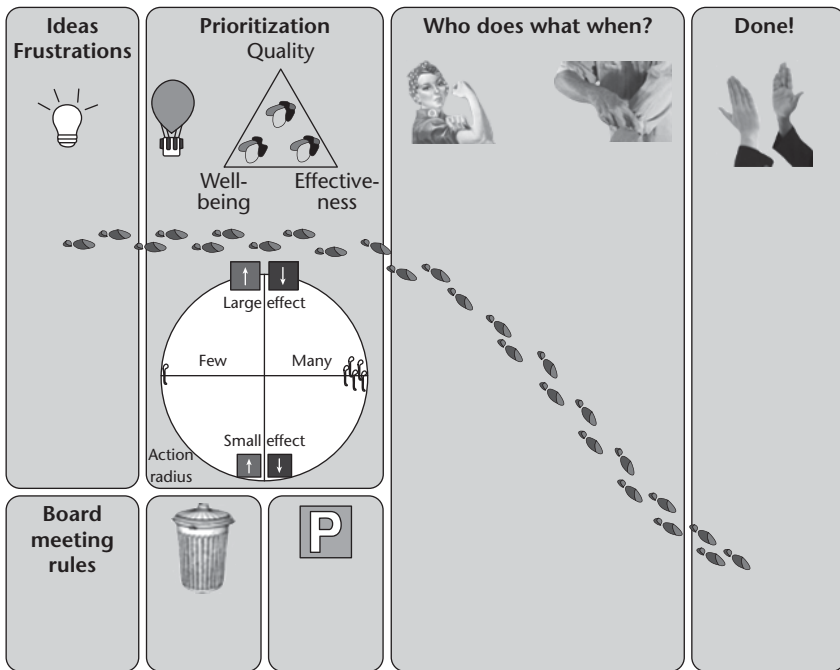 Ideas
Frustrations
Prioritization
Quality
Well-
being
Effective-
ness
Large effect
Few
Many
Small effect
Action
radius
Who does what when?
Done!
Board
meeting
rules
P